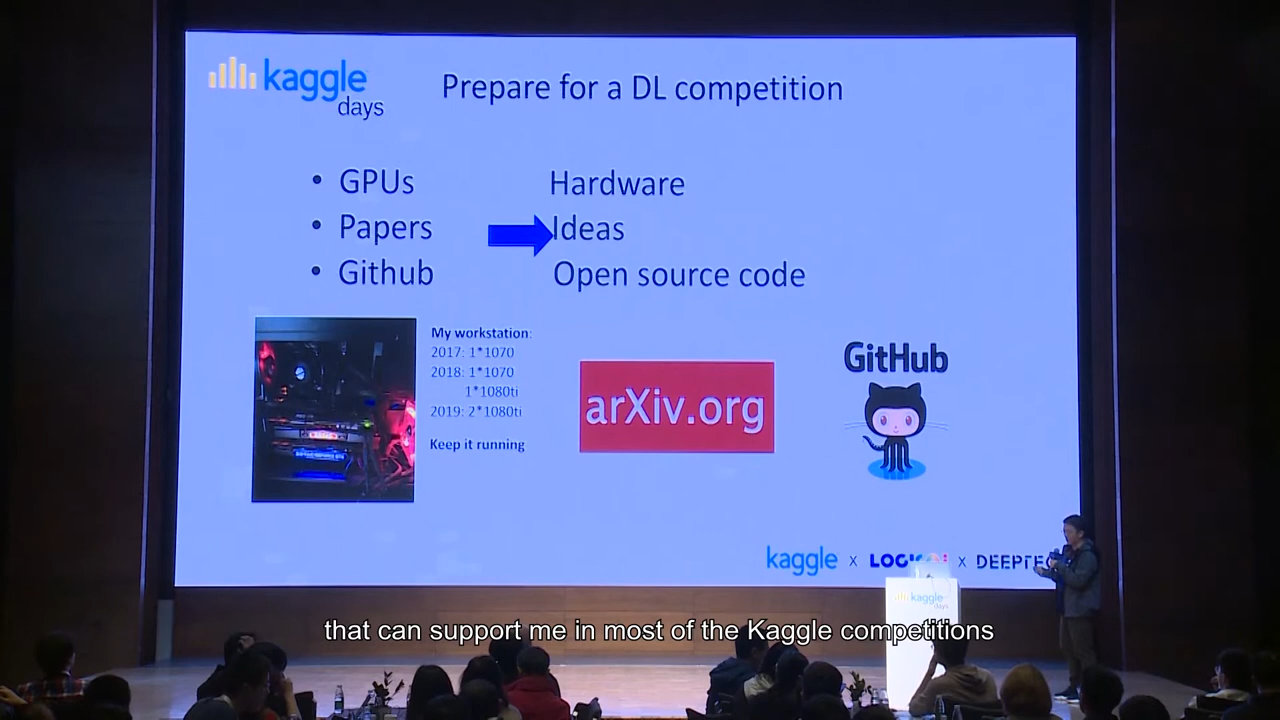 kaggle
days
Prepare for a DL competition
• GPUs
• Papers
• Github
Hardware
Ideas
Open source code
My workstation:
2017: 1*1070
2018: 1*1070
1*1080ti
2019: 2*1080ti
Keep it running
arXiv.org
GitHub
kaggle x x
kaggle
days
that can support me in most of the Kaggle competitions